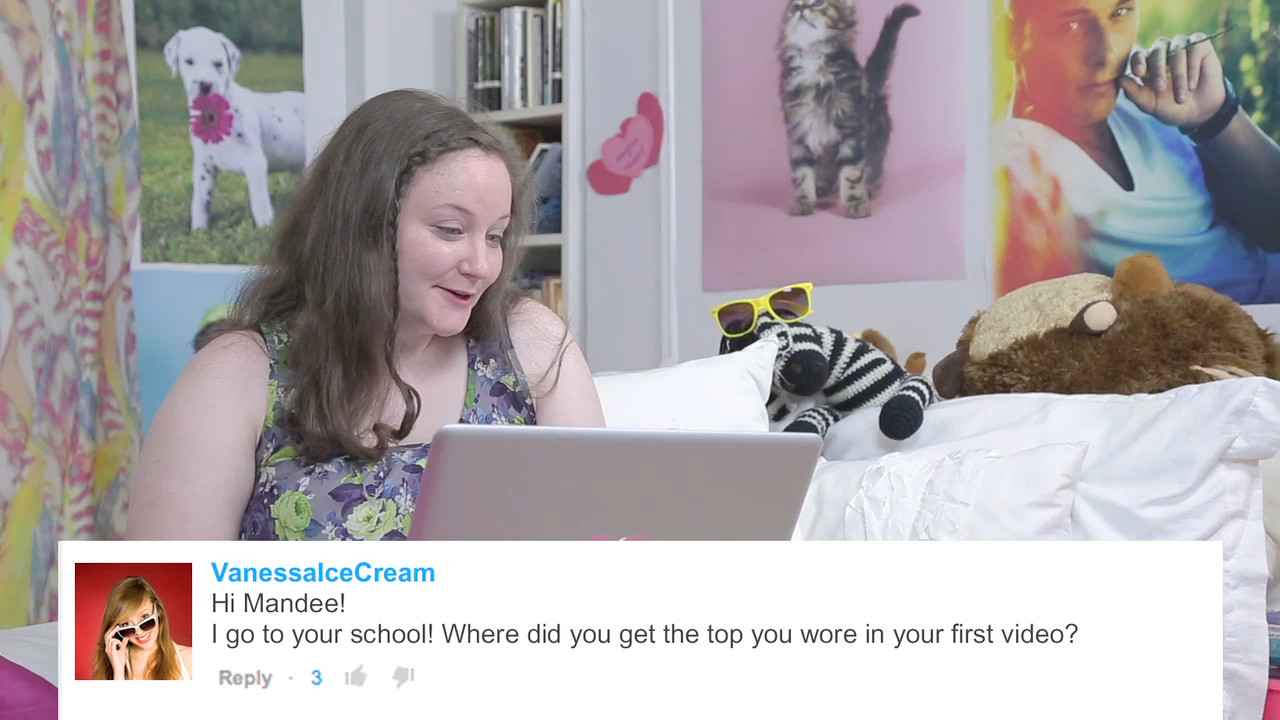 VanessaIceCream
Hi Mandee!
I go to your school! Where did you get the top you wore in your first video?
Reply · 3